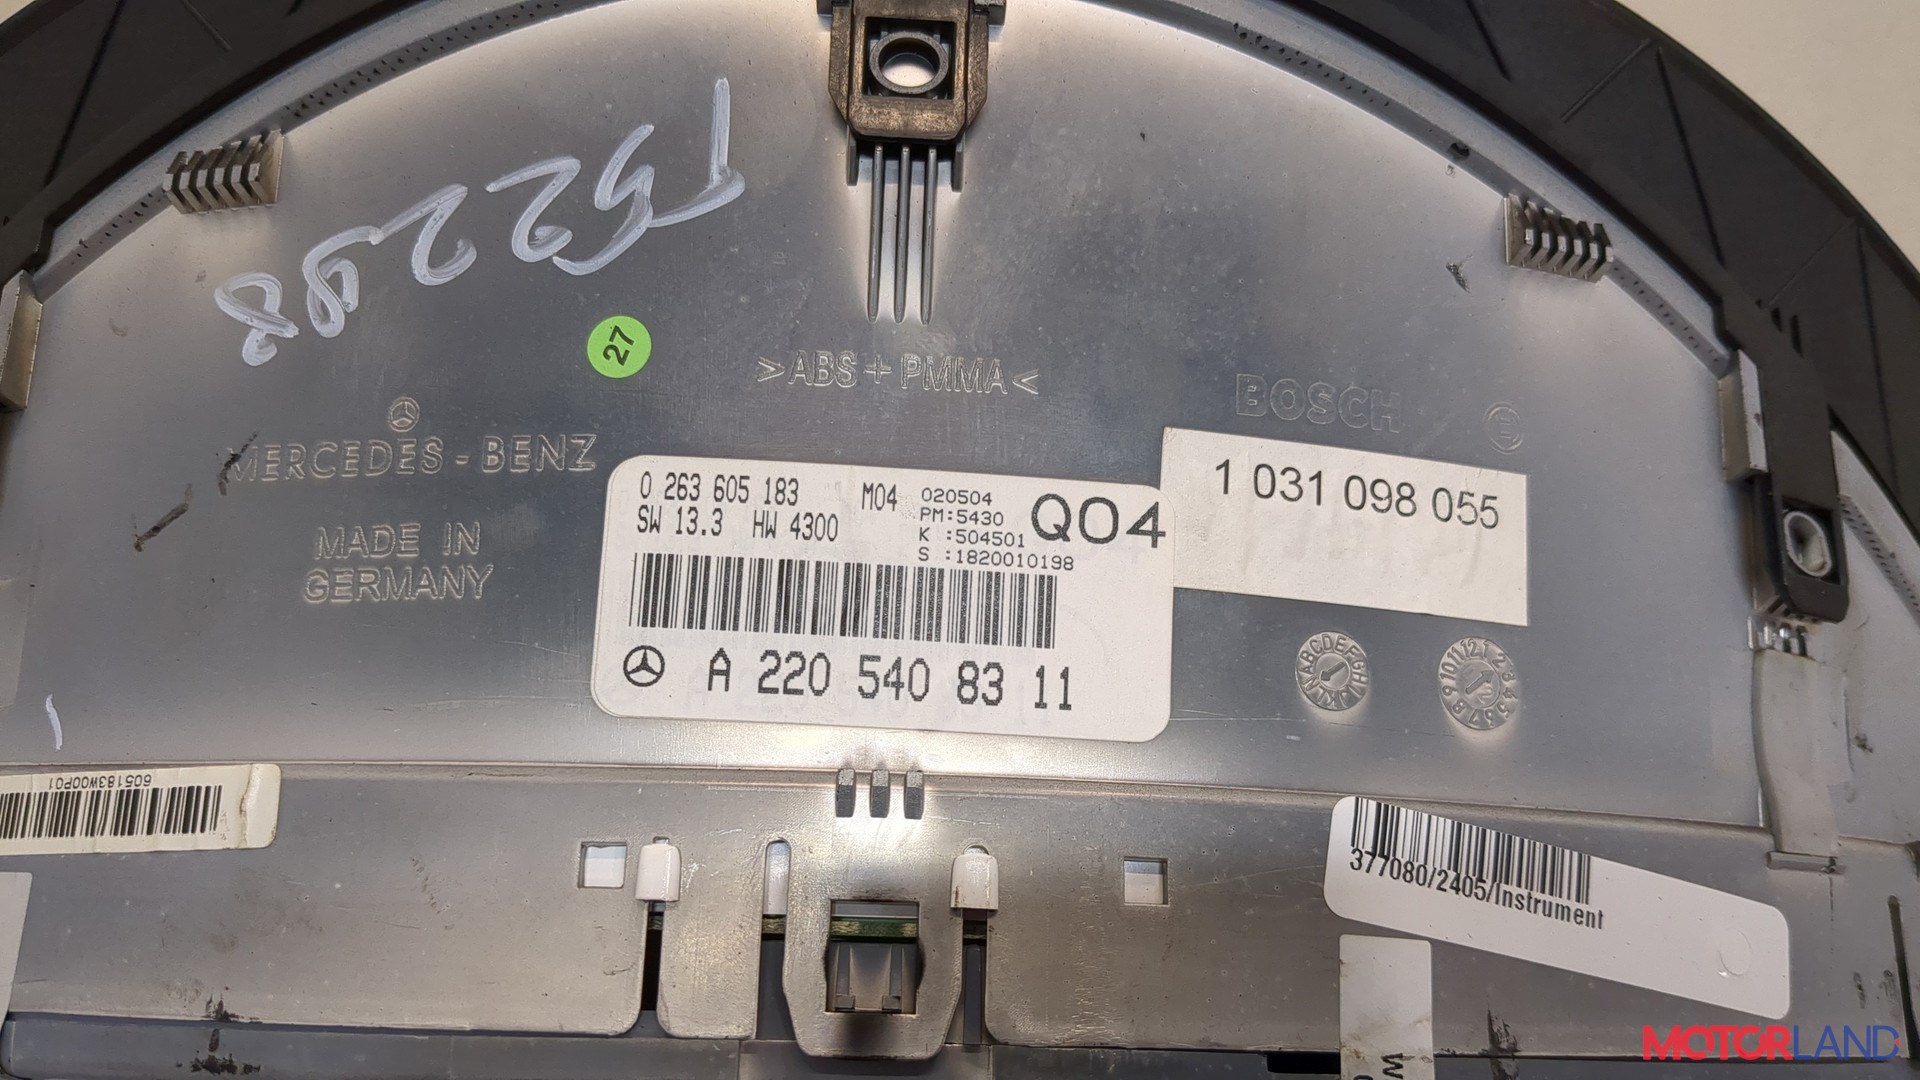 T52298
27
>ABS+PMMA<
BOSCH
MERCEDES-BENZ
MADE IN
GERMANY
0 263 605 183
SW 13.3 HW 4300
M04
020504
PM:5430
K :504501
S :1820010198
Q04
1 031 098 055
A 220 540 83 11
605183W00P01
377080/2405/Instrument
MOTORLAND